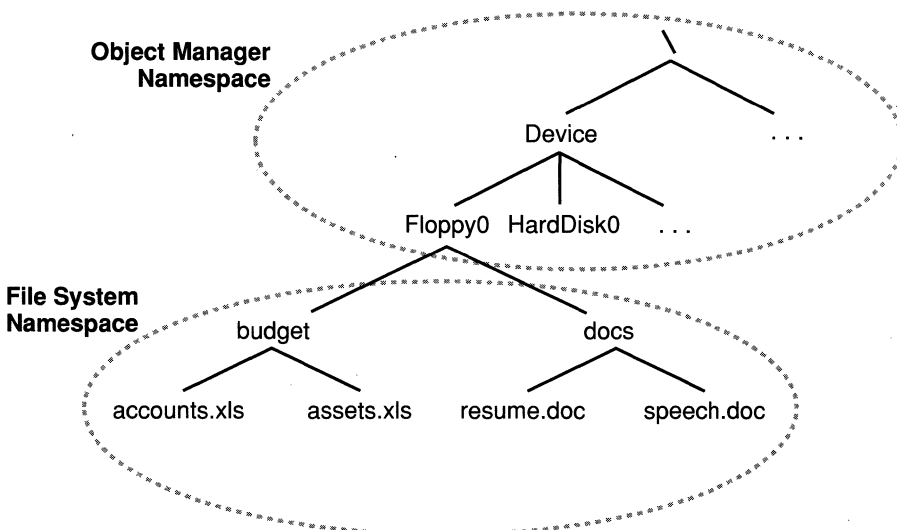 \
Object Manager
Namespace
Device
. . .
Floppy0 HardDisk0 . . .
File System
Namespace
budget docs
accounts.xls assets.xls resume.doc speech.doc